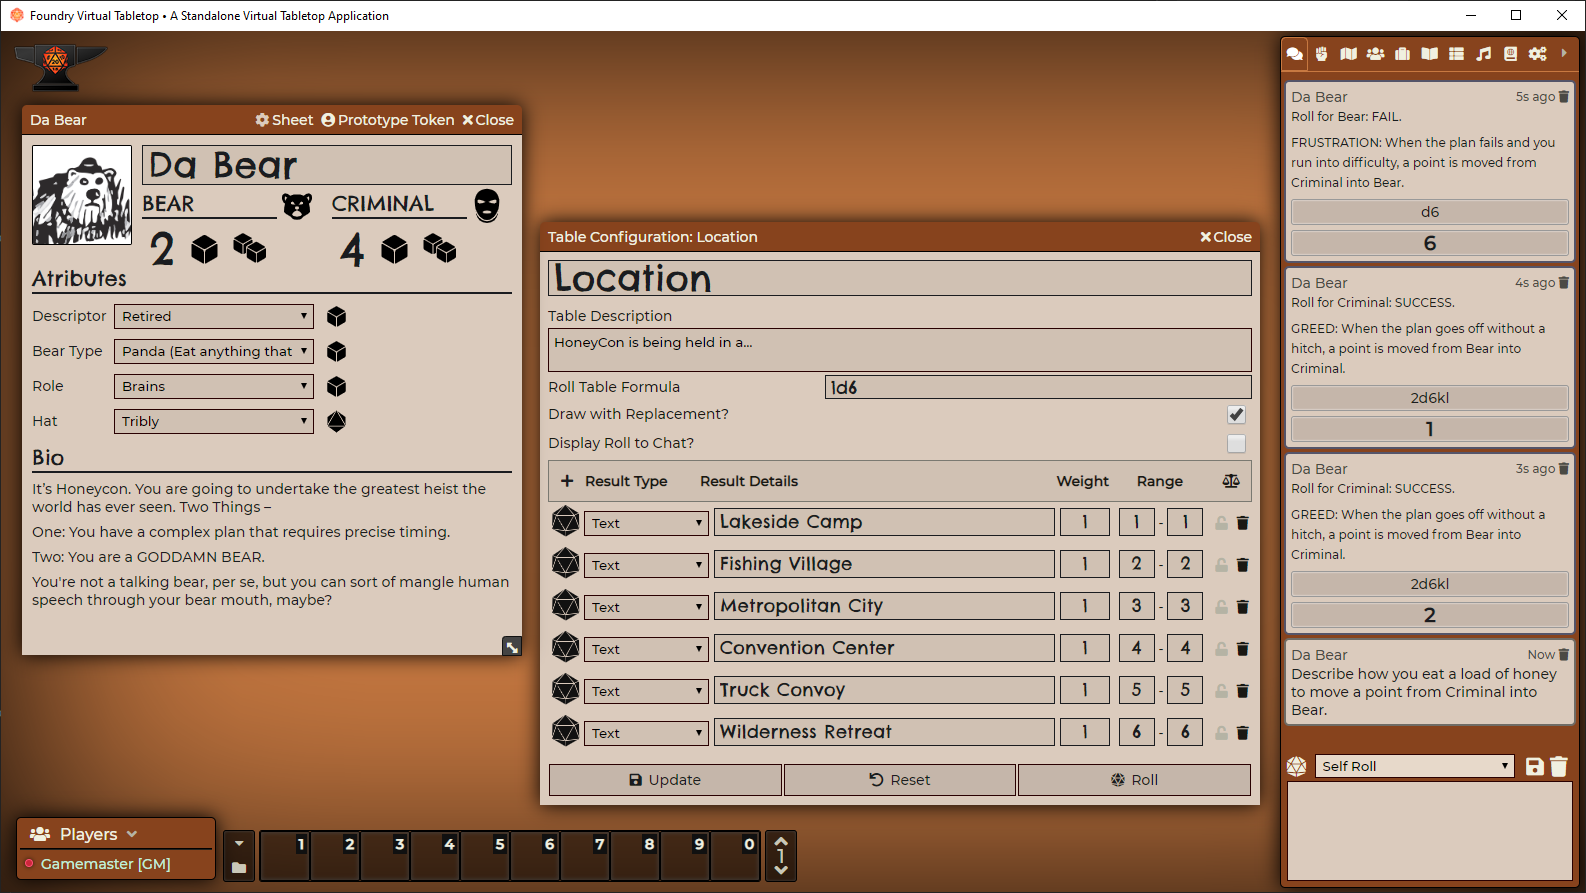 Foundry Virtual Tabletop • A Standalone Virtual Tabletop Application
Da Bear
Sheet Prototype Token Close
Da Bear
BEAR CRIMINAL
2 4
Atributes
Descriptor Retired
Bear Type Panda (Eat anything that
Role Brains
Hat Tribly
Bio
It's Honeycon. You are going to undertake the greatest heist the
world has ever seen. Two Things –
One: You have a complex plan that requires precise timing.
Two: You are a GODDAMN BEAR.
You're not a talking bear, per se, but you can sort of mangle human
speech through your bear mouth, maybe?
Table Configuration: Location Close
Location
Table Description
HoneyCon is being held in a...
Roll Table Formula 1d6
Draw with Replacement?
Display Roll to Chat?
+ Result Type Result Details Weight Range
Text Lakeside Camp 1 1 - 1
Text Fishing Village 1 2 - 2
Text Metropolitan City 1 3 - 3
Text Convention Center 1 4 - 4
Text Truck Convoy 1 5 - 5
Text Wilderness Retreat 1 6 - 6
Update Reset Roll
Da Bear 5s ago
Roll for Bear: FAIL.
FRUSTRATION: When the plan fails and you
run into difficulty, a point is moved from
Criminal into Bear.
d6
6
Da Bear 4s ago
Roll for Criminal: SUCCESS.
GREED: When the plan goes off without a
hitch, a point is moved from Bear into
Criminal.
2d6kl
1
Da Bear 3s ago
Roll for Criminal: SUCCESS.
GREED: When the plan goes off without a
hitch, a point is moved from Bear into
Criminal.
2d6kl
2
Da Bear Now
Describe how you eat a load of honey
to move a point from Criminal into
Bear.
Self Roll
Players
Gamemaster [GM]
1 2 3 4 5 6 7 8 9 0
1